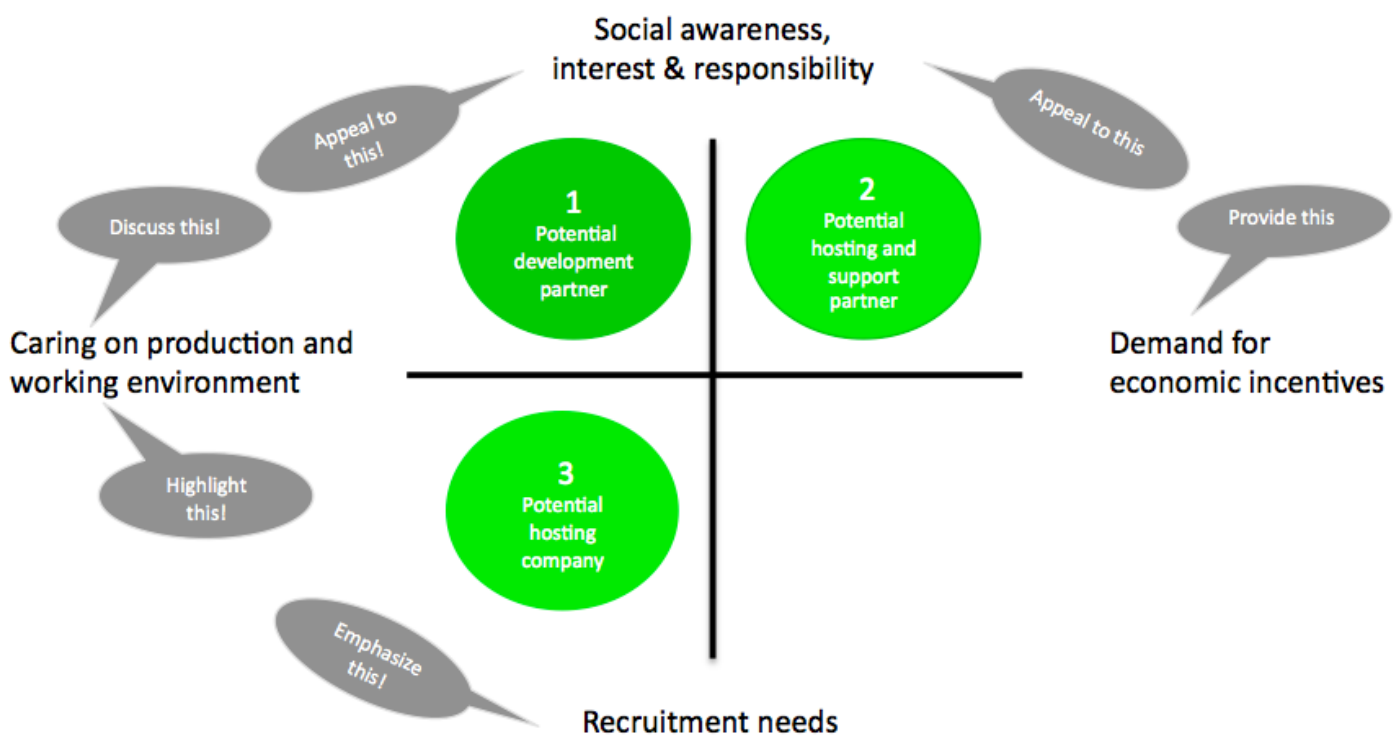 Social awareness,
interest & responsibility
Appeal to
this!
Appeal to this
Discuss this!
Provide this
1
Potential
development
partner
2
Potential
hosting and
support
partner
Caring on production and
working environment
Demand for
economic incentives
Highlight
this!
3
Potential
hosting
company
Emphasize
this!
Recruitment needs